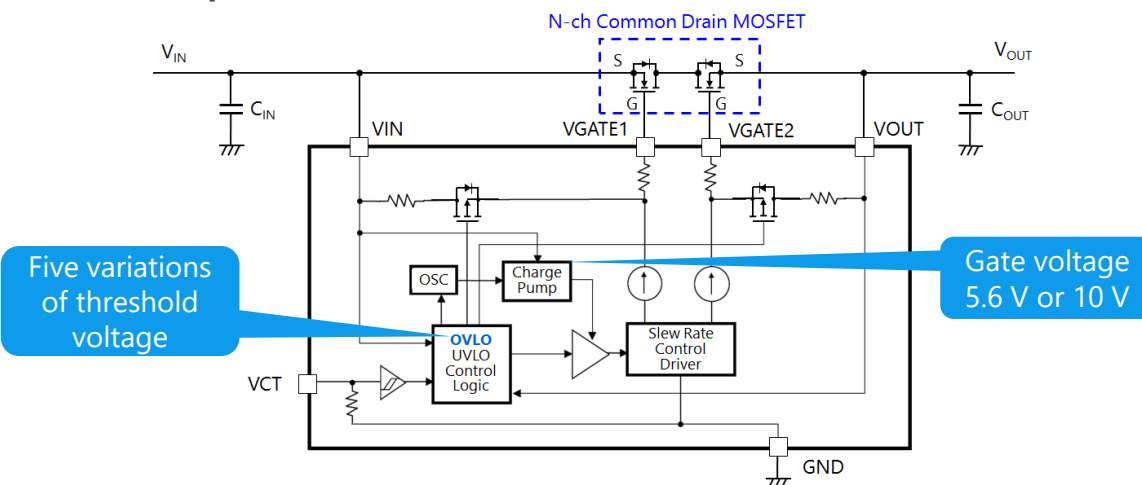 N-ch Common Drain MOSFET
VIN
S
S
VOUT
G
G
CIN
COUT
VIN
VGATE1
VGATE2
VOUT
Five variations
of threshold
voltage
OSC
Charge
Pump
Gate voltage
5.6 V or 10 V
OVLO
UVLO
Control
Logic
Slew Rate
Control
Driver
VCT
GND